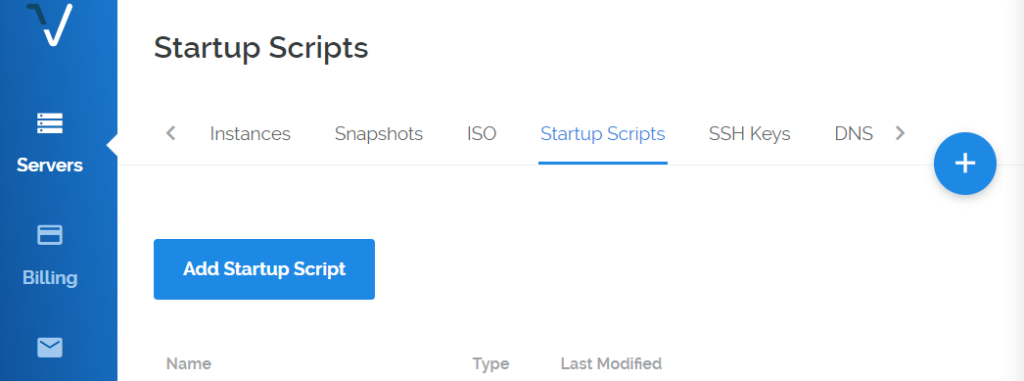 Startup Scripts
Instances Snapshots ISO Startup Scripts SSH Keys DNS
Servers
Add Startup Script
Billing
Name Type Last Modified